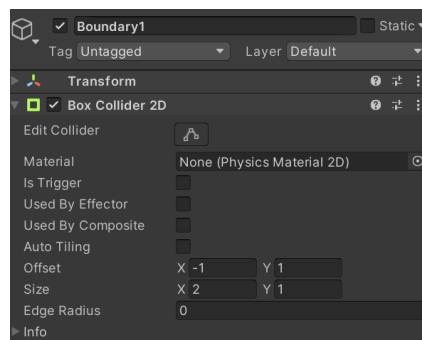 Boundary1 Static
Tag Untagged Layer Default
Transform
Box Collider 2D
Edit Collider
Material None (Physics Material 2D)
Is Trigger
Used By Effector
Used By Composite
Auto Tiling
Offset X -1 Y 1
Size X 2 Y 1
Edge Radius 0
Info